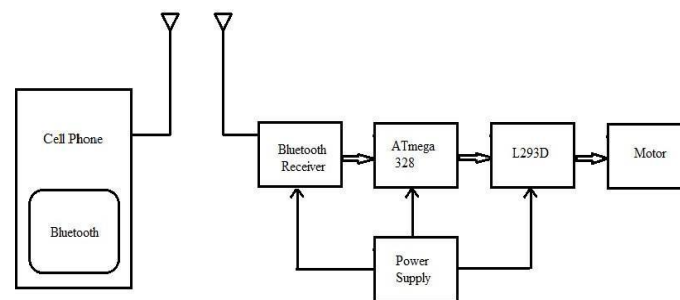 Cell Phone
Bluetooth
Bluetooth
Receiver
ATmega
328
L293D
Motor
Power
Supply